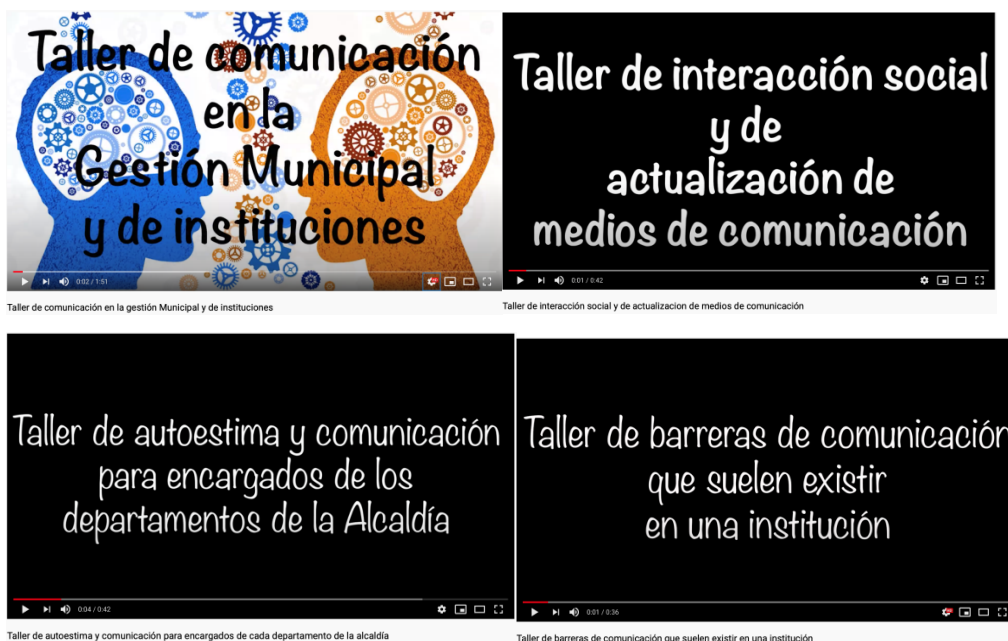 Taller de comunicación
en la
Gestión Municipal
y de instituciones
0:02 / 1:51
Taller de comunicación en la gestión Municipal y de instituciones
Taller de interacción social
y de
actualización de
medios de comunicación
0:01 / 0:42
Taller de interacción social y de actualizacion de medios de comunicación
Taller de autoestima y comunicación
para encargados de los
departamentos de la Alcaldía
0:04 / 0:42
Taller de autoestima y comunicación para encargados de cada departamento de la alcaldía
Taller de barreras de comunicación
que suelen existir
en una institución
0:01 / 0:36
Taller de barreras de comunicación que suelen existir en una institución